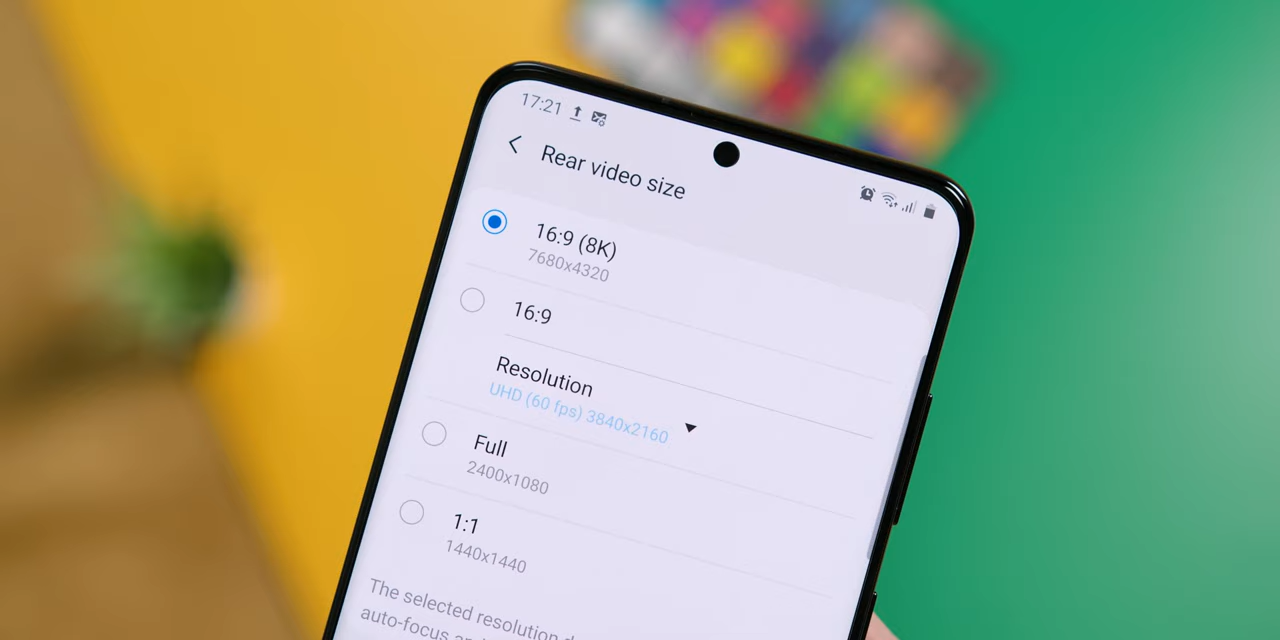 17:21
Rear video size
16:9 (8K)
7680x4320
16:9
Resolution
UHD (60 fps) 3840x2160
Full
2400x1080
1:1
1440x1440
The selected resolution
auto-focus